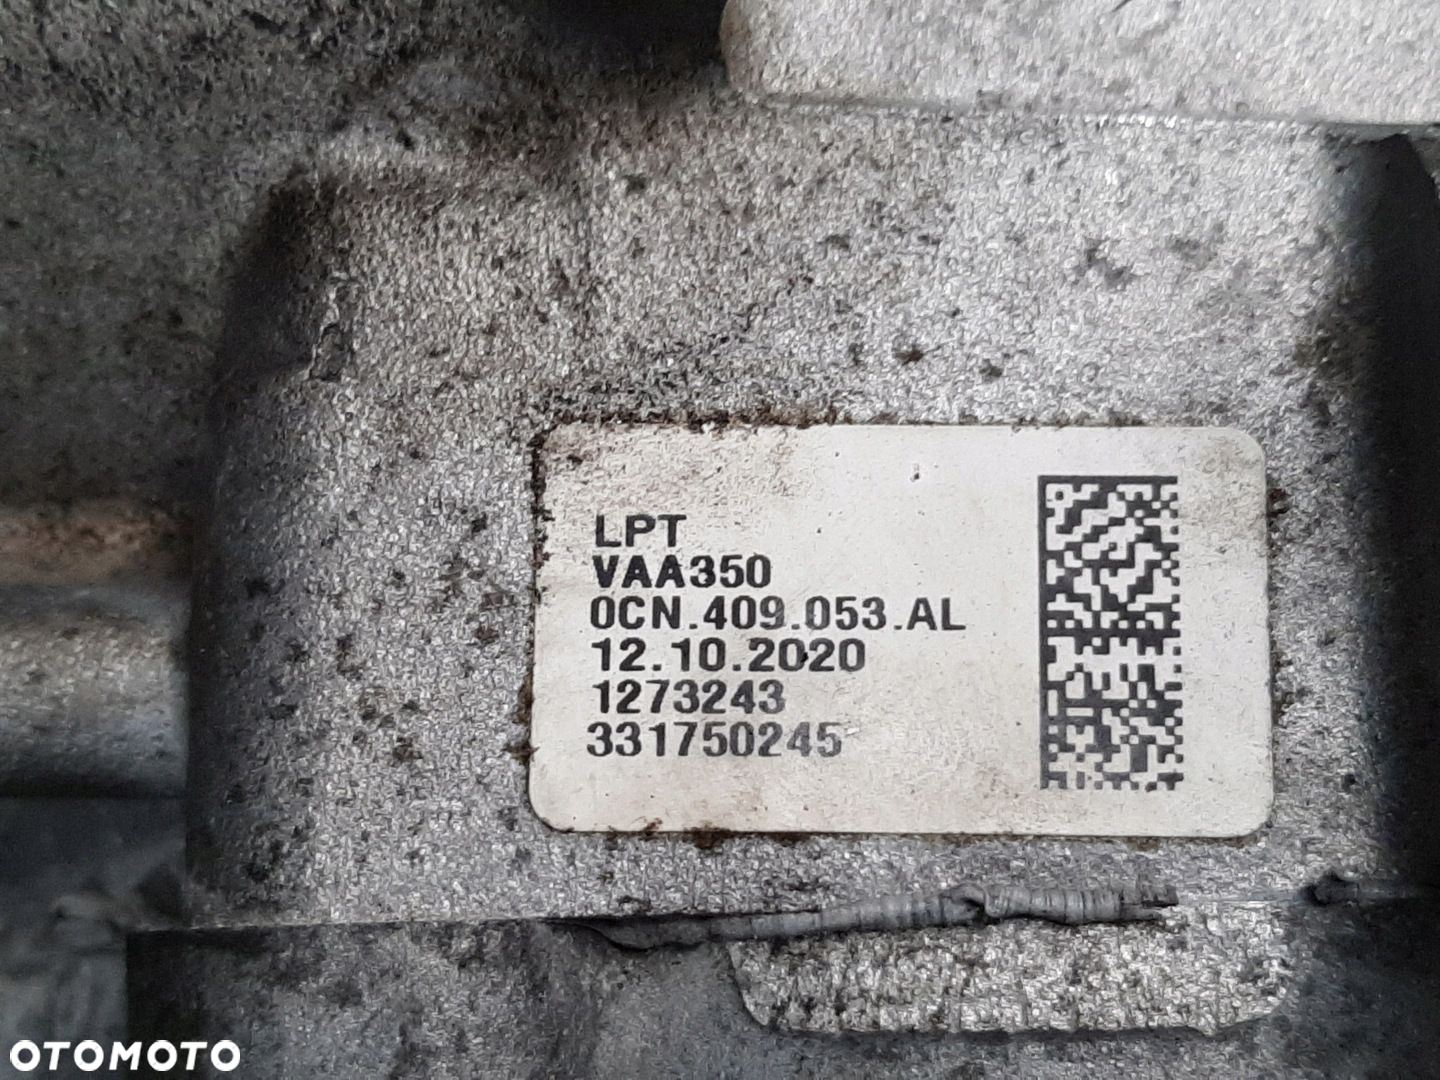 LPT
VAA350
0CN.409.053.AL
12.10.2020
1273243
331750245
OTOMOTO